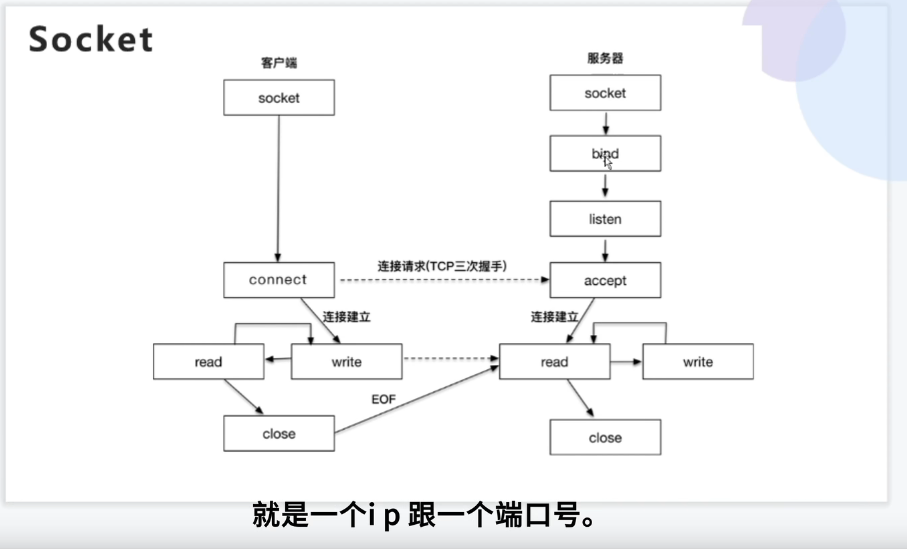 Socket
客户端
服务器
socket
socket
bind
listen
connect
连接请求(TCP三次握手)
accept
连接建立
连接建立
read
write
read
write
EOF
close
close
就是一个i p 跟一个端口号。